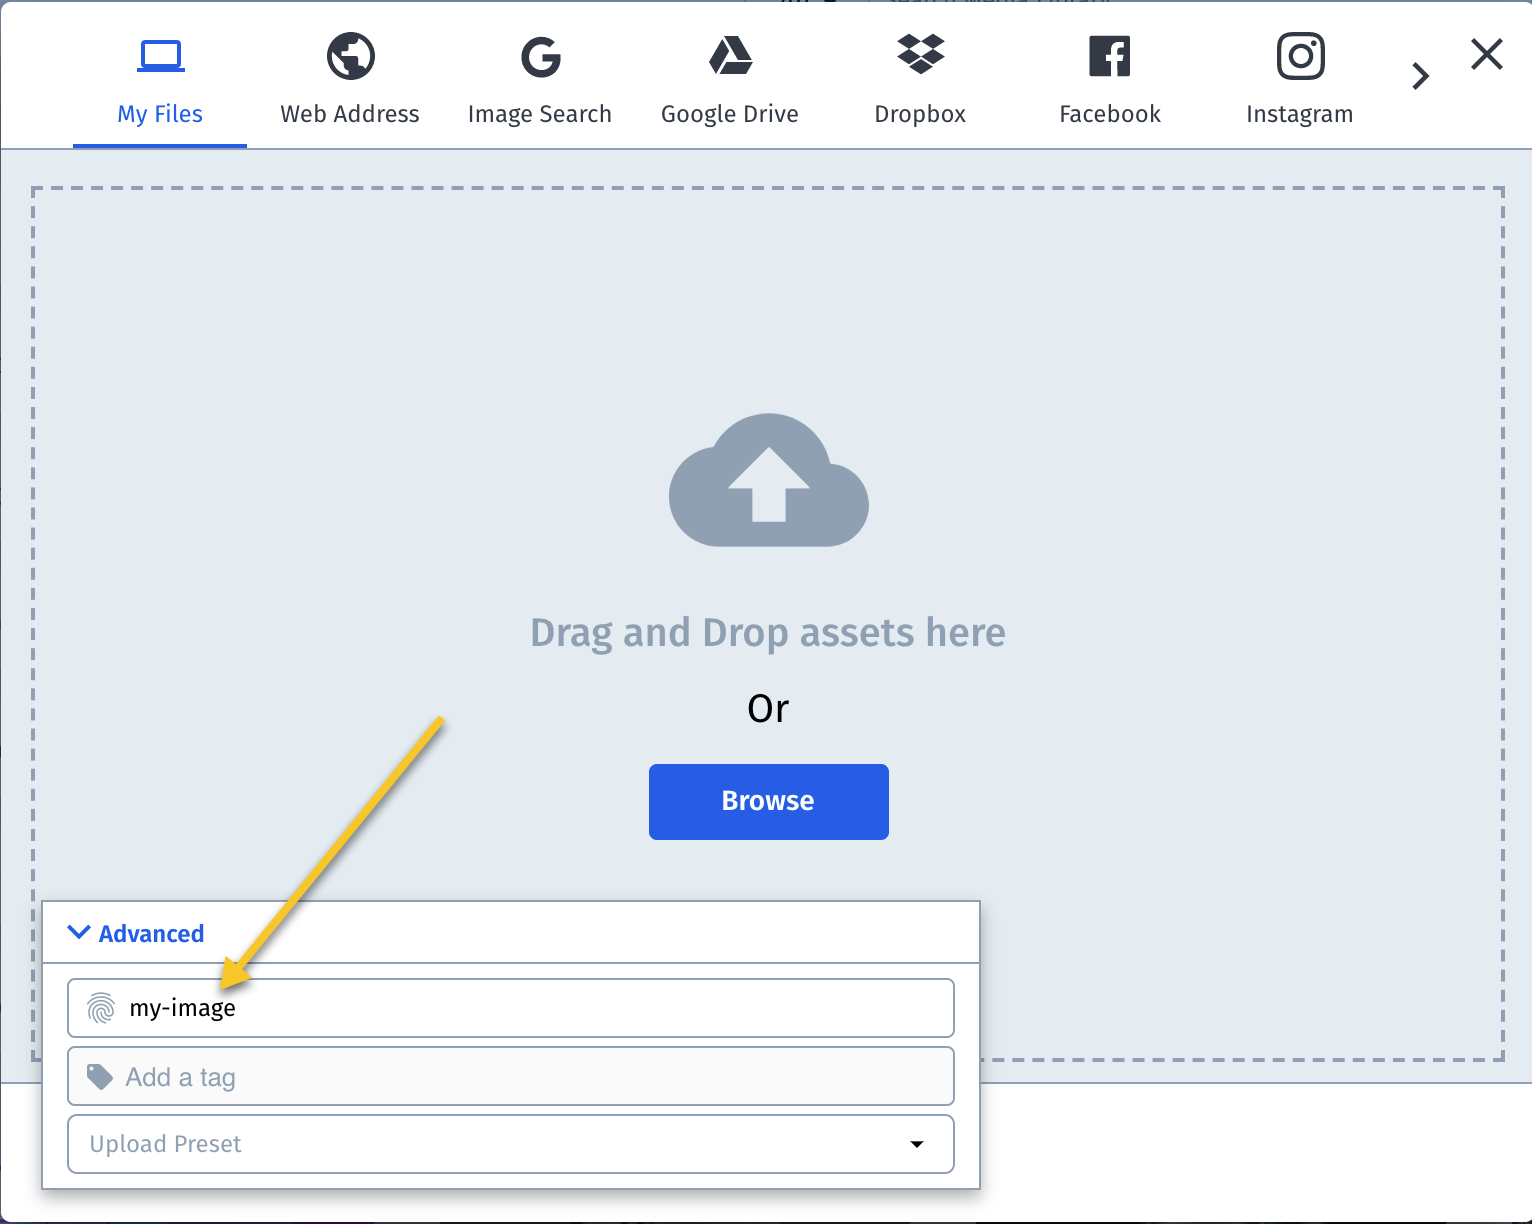 My Files
Web Address
Image Search
Google Drive
Dropbox
Facebook
Instagram
Drag and Drop assets here
Or
Browse
Advanced
my-image
Add a tag
Upload Preset